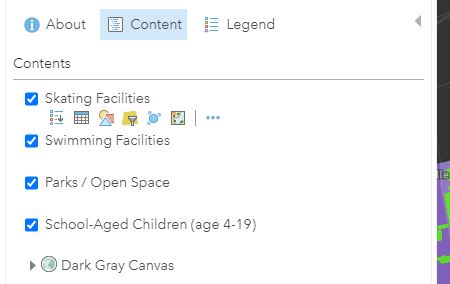 About Content Legend
Contents
Skating Facilities
Swimming Facilities
Parks / Open Space
School-Aged Children (age 4-19)
Dark Gray Canvas